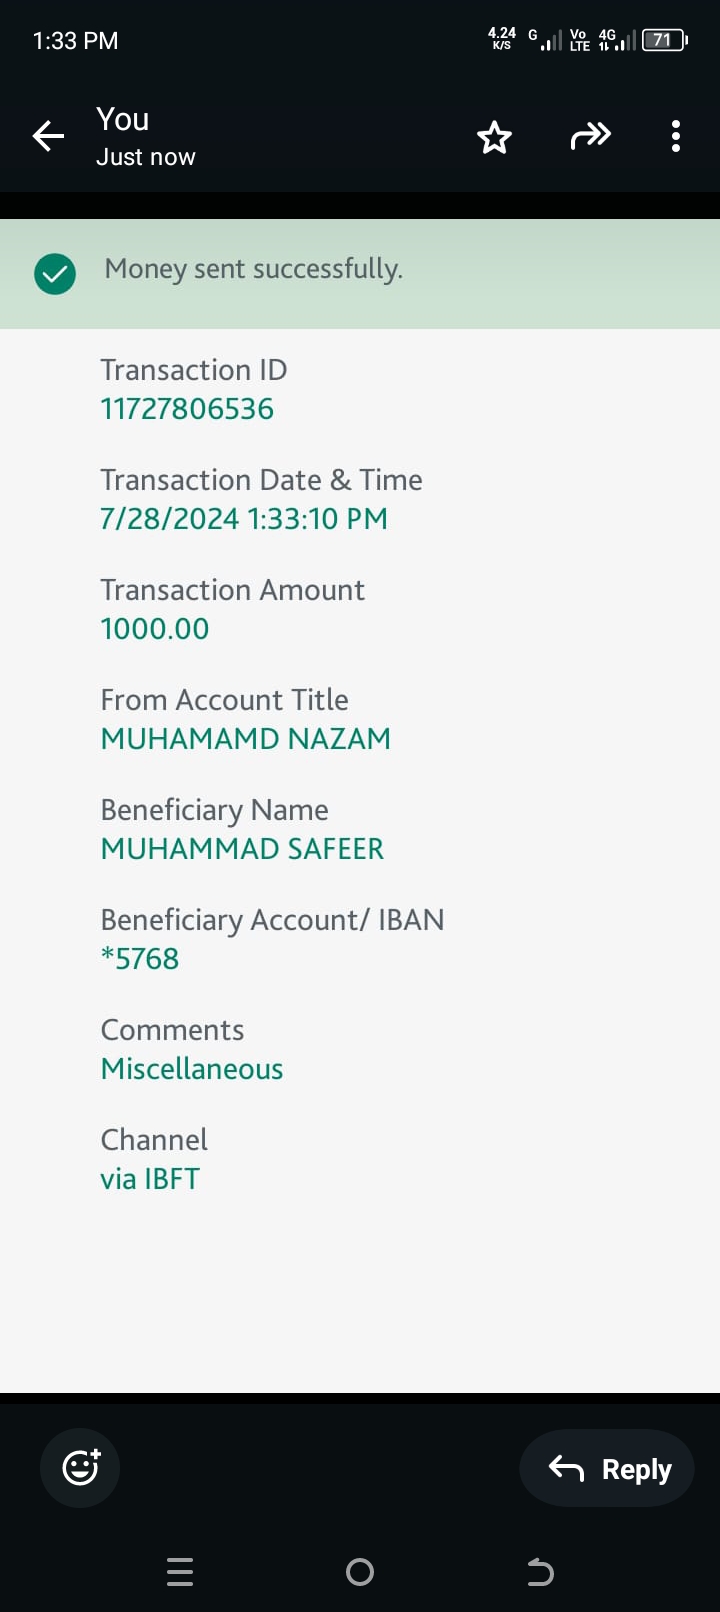 1:33 PM
4.24 K/S G Vo LTE 4G 71
You
Just now
Money sent successfully.
Transaction ID
11727806536
Transaction Date & Time
7/28/2024 1:33:10 PM
Transaction Amount
1000.00
From Account Title
MUHAMAMD NAZAM
Beneficiary Name
MUHAMMAD SAFEER
Beneficiary Account/ IBAN
*5768
Comments
Miscellaneous
Channel
via IBFT
Reply